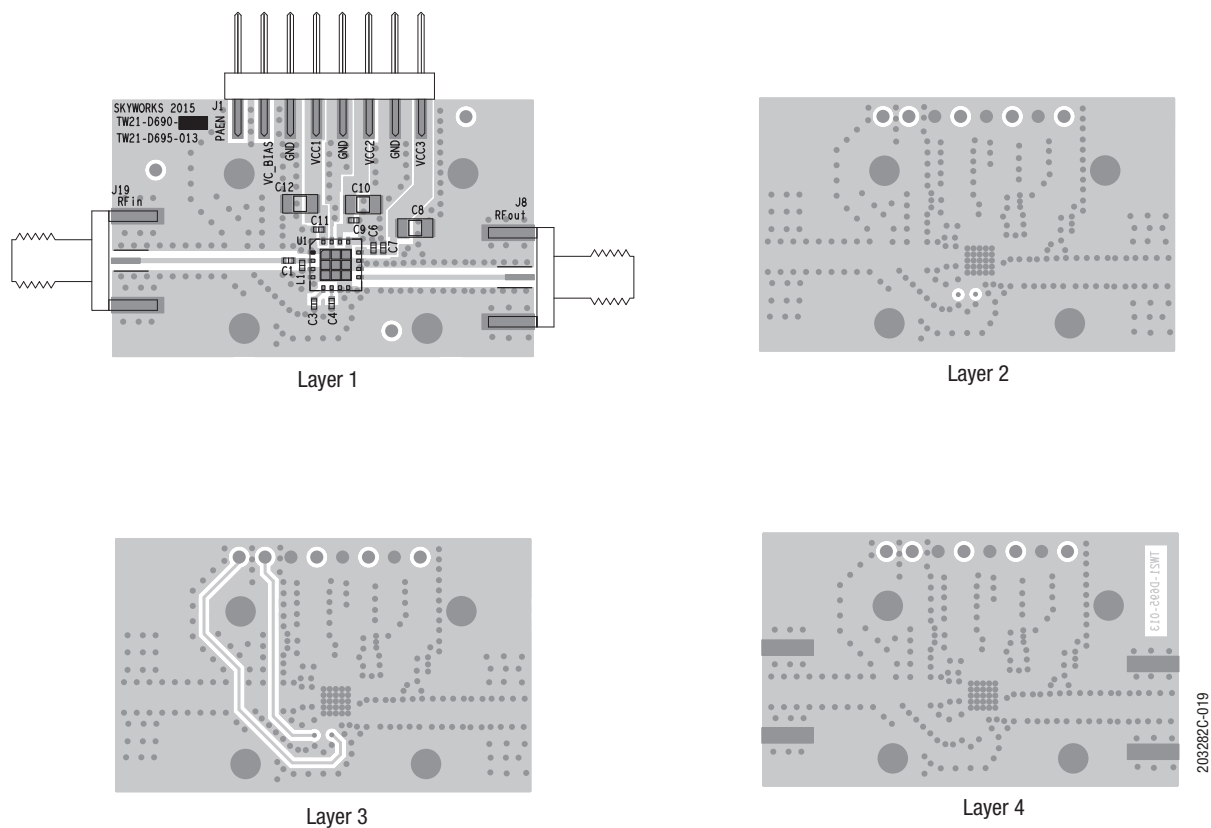 SKYWORKS 2015
TW21-D690-
TW21-D695-013
J1
PAEN
VC_BIAS
GND
VCC1
GND
VCC2
GND
VCC3
J19
RFin
C12
C10
C8
J8
RFout
C11
C9
C6
C7
U1
C1
L1
C3
C4
Layer 1
Layer 2
TW21-D695-013
Layer 3
Layer 4
203282C-019